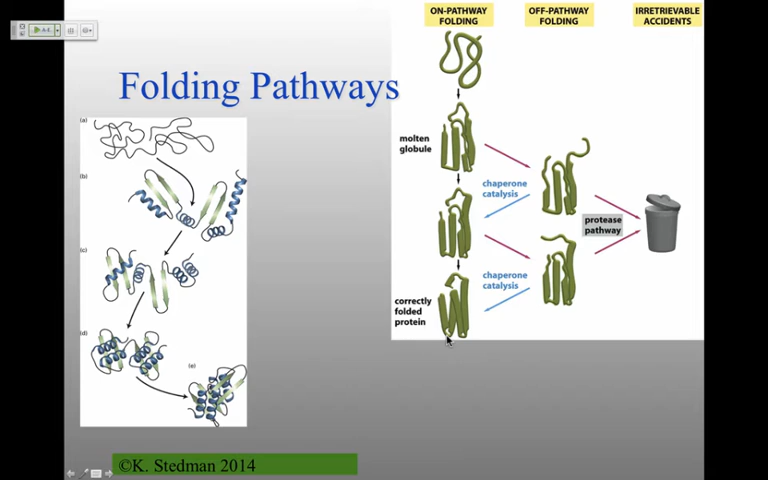 ON-PATHWAY
FOLDING
OFF-PATHWAY
FOLDING
IRRETRIEVABLE
ACCIDENTS
Folding Pathways
(a)
(b)
(c)
(d)
(e)
molten
globule
chaperone
catalysis
protease
pathway
chaperone
catalysis
correctly
folded
protein
©K. Stedman 2014